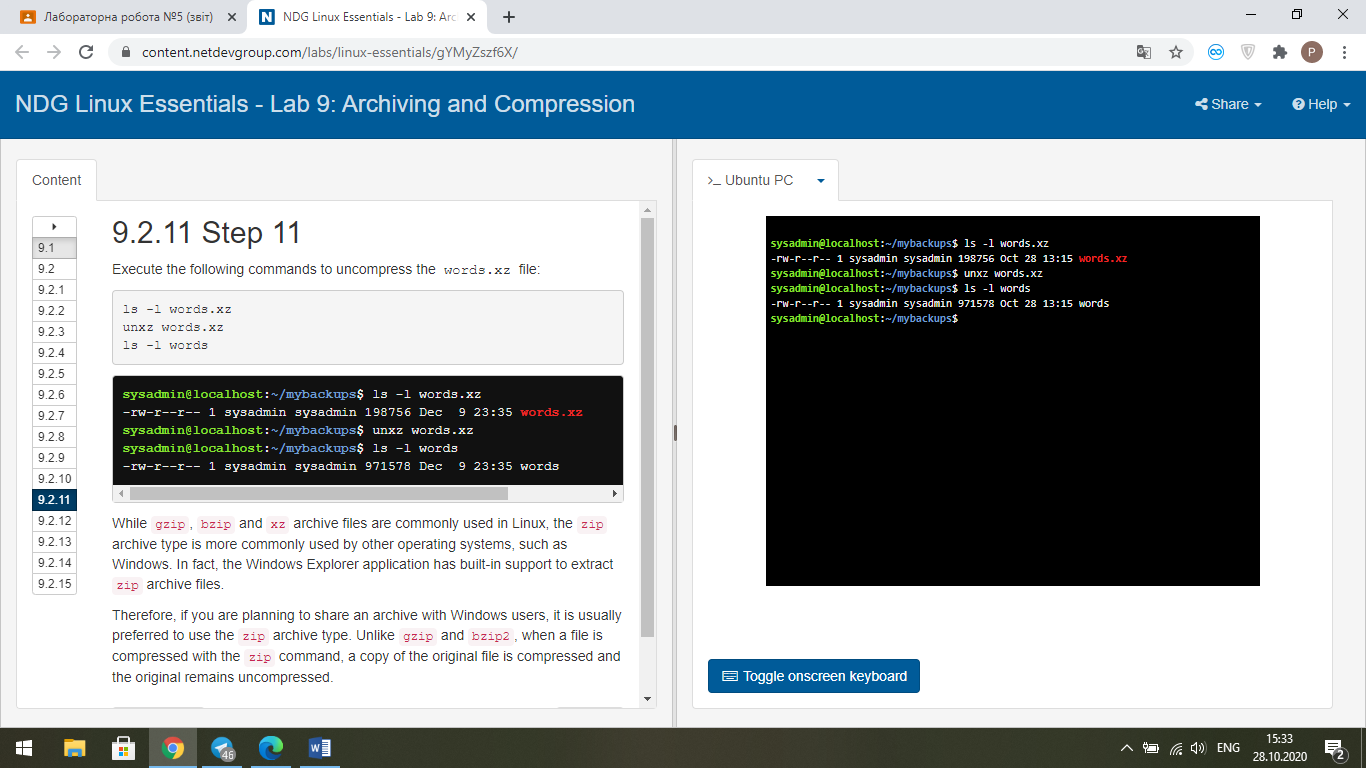 Лабораторна робота №5 (звіт)
NDG Linux Essentials - Lab 9: Arc
content.netdevgroup.com/labs/linux-essentials/gYMyZszf6X/
P
NDG Linux Essentials - Lab 9: Archiving and Compression
Share
Help
Content
9.1
9.2
9.2.1
9.2.2
9.2.3
9.2.4
9.2.5
9.2.6
9.2.7
9.2.8
9.2.9
9.2.10
9.2.11
9.2.12
9.2.13
9.2.14
9.2.15
9.2.11 Step 11
Execute the following commands to uncompress the words.xz file:
ls -l words.xz
unxz words.xz
ls -l words
sysadmin@localhost:~/mybackups$ ls -l words.xz
-rw-r--r-- 1 sysadmin sysadmin 198756 Dec  9 23:35 words.xz
sysadmin@localhost:~/mybackups$ unxz words.xz
sysadmin@localhost:~/mybackups$ ls -l words
-rw-r--r-- 1 sysadmin sysadmin 971578 Dec  9 23:35 words
While gzip, bzip and xz archive files are commonly used in Linux, the zip
archive type is more commonly used by other operating systems, such as
Windows. In fact, the Windows Explorer application has built-in support to extract
zip archive files.
Therefore, if you are planning to share an archive with Windows users, it is usually
preferred to use the zip archive type. Unlike gzip and bzip2, when a file is
compressed with the zip command, a copy of the original file is compressed and
the original remains uncompressed.
>_ Ubuntu PC
sysadmin@localhost:~/mybackups$ ls -l words.xz
-rw-r--r-- 1 sysadmin sysadmin 198756 Oct 28 13:15 words.xz
sysadmin@localhost:~/mybackups$ unxz words.xz
sysadmin@localhost:~/mybackups$ ls -l words
-rw-r--r-- 1 sysadmin sysadmin 971578 Oct 28 13:15 words
sysadmin@localhost:~/mybackups$
Toggle onscreen keyboard
46
ENG
15:33
28.10.2020
2